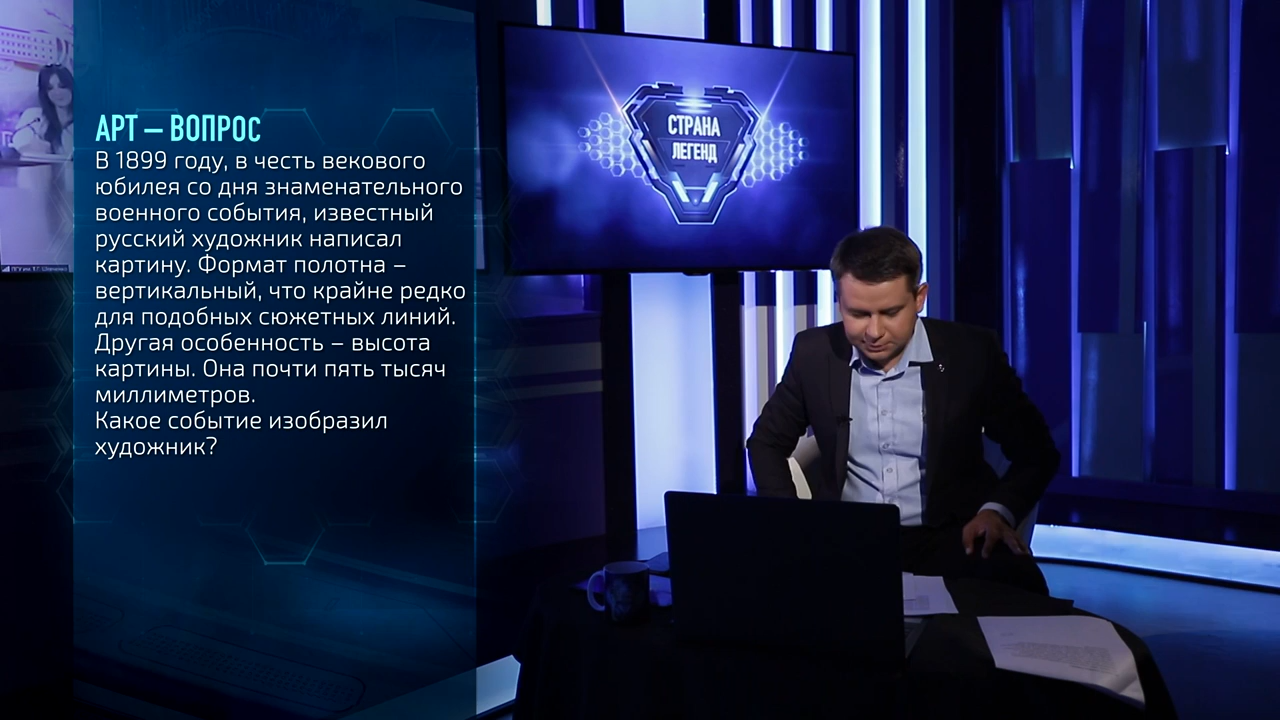 АРТ – ВОПРОС
В 1899 году, в честь векового
юбилея со дня знаменательного
военного события, известный
русский художник написал
картину. Формат полотна –
вертикальный, что крайне редко
для подобных сюжетных линий.
Другая особенность – высота
картины. Она почти пять тысяч
миллиметров.
Какое событие изобразил
художник?
СТРАНА
ЛЕГЕНД